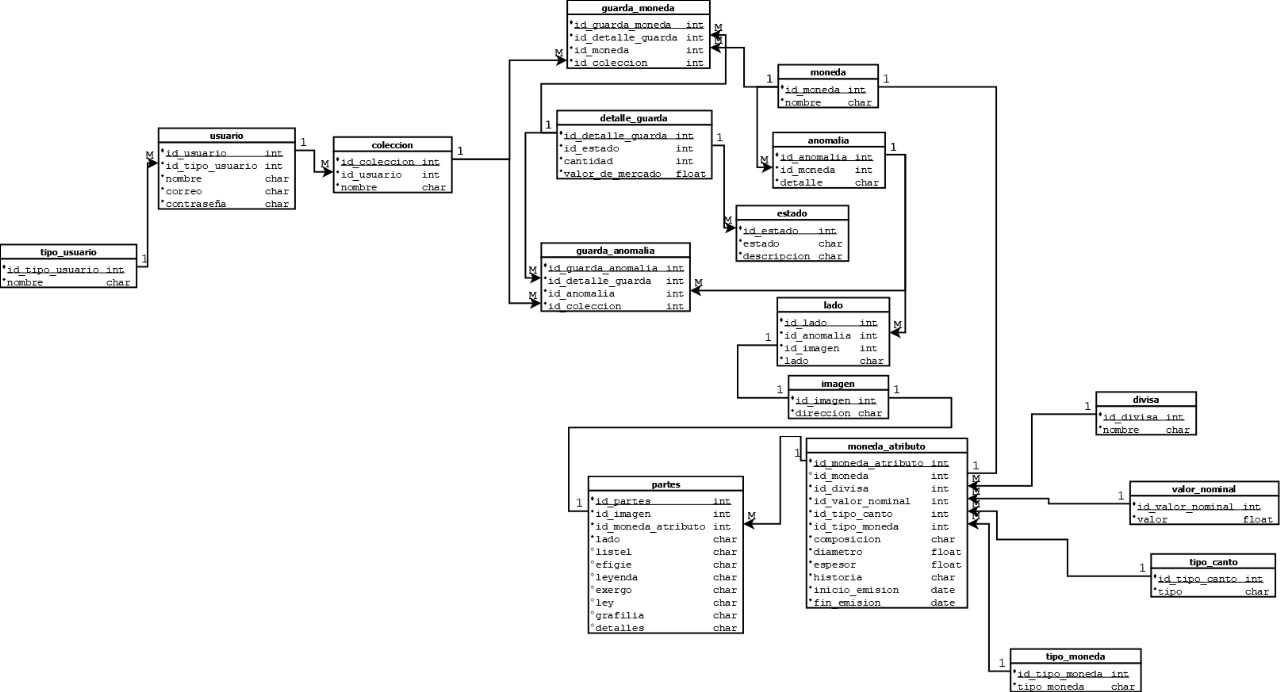 guarda_moneda
id_guarda_moneda int
id_detalle_guarda int
id_moneda int
id_coleccion int
moneda
id_moneda int
nombre char
detalle_guarda
id_detalle_guarda int
id_estado int
cantidad int
valor_de_mercado float
usuario
id_usuario int
id_tipo_usuario int
nombre char
correo char
contraseña char
coleccion
id_coleccion int
id_usuario int
nombre char
anomalia
id_anomalia int
id_moneda int
detalle char
estado
id_estado int
estado char
descripcion char
tipo_usuario
id_tipo_usuario int
nombre char
guarda_anomalia
id_guarda_anomalia int
id_detalle_guarda int
id_anomalia int
id_coleccion int
lado
id_lado int
id_anomalia int
id_imagen int
lado char
imagen
id_imagen int
direccion char
divisa
id_divisa int
nombre char
moneda_atributo
id_moneda_atributo int
id_moneda int
id_divisa int
id_valor_nominal int
id_tipo_canto int
id_tipo_moneda int
composicion char
diametro float
espesor float
historia char
inicio_emision date
fin_emision date
partes
id_partes int
id_imagen int
id_moneda_atributo int
lado char
listel char
efigie char
leyenda char
exergo char
ley char
grafilia char
detalles char
valor_nominal
id_valor_nominal int
valor float
tipo_canto
id_tipo_canto int
tipo char
tipo_moneda
id_tipo_moneda int
tipo_moneda char
M
M
M
1
1
1
1
1
M
M
1
1
M
1
M
M
M
M
M
1
1
1
1
1
1
1
M
M
M
M
M
1
1
1
1